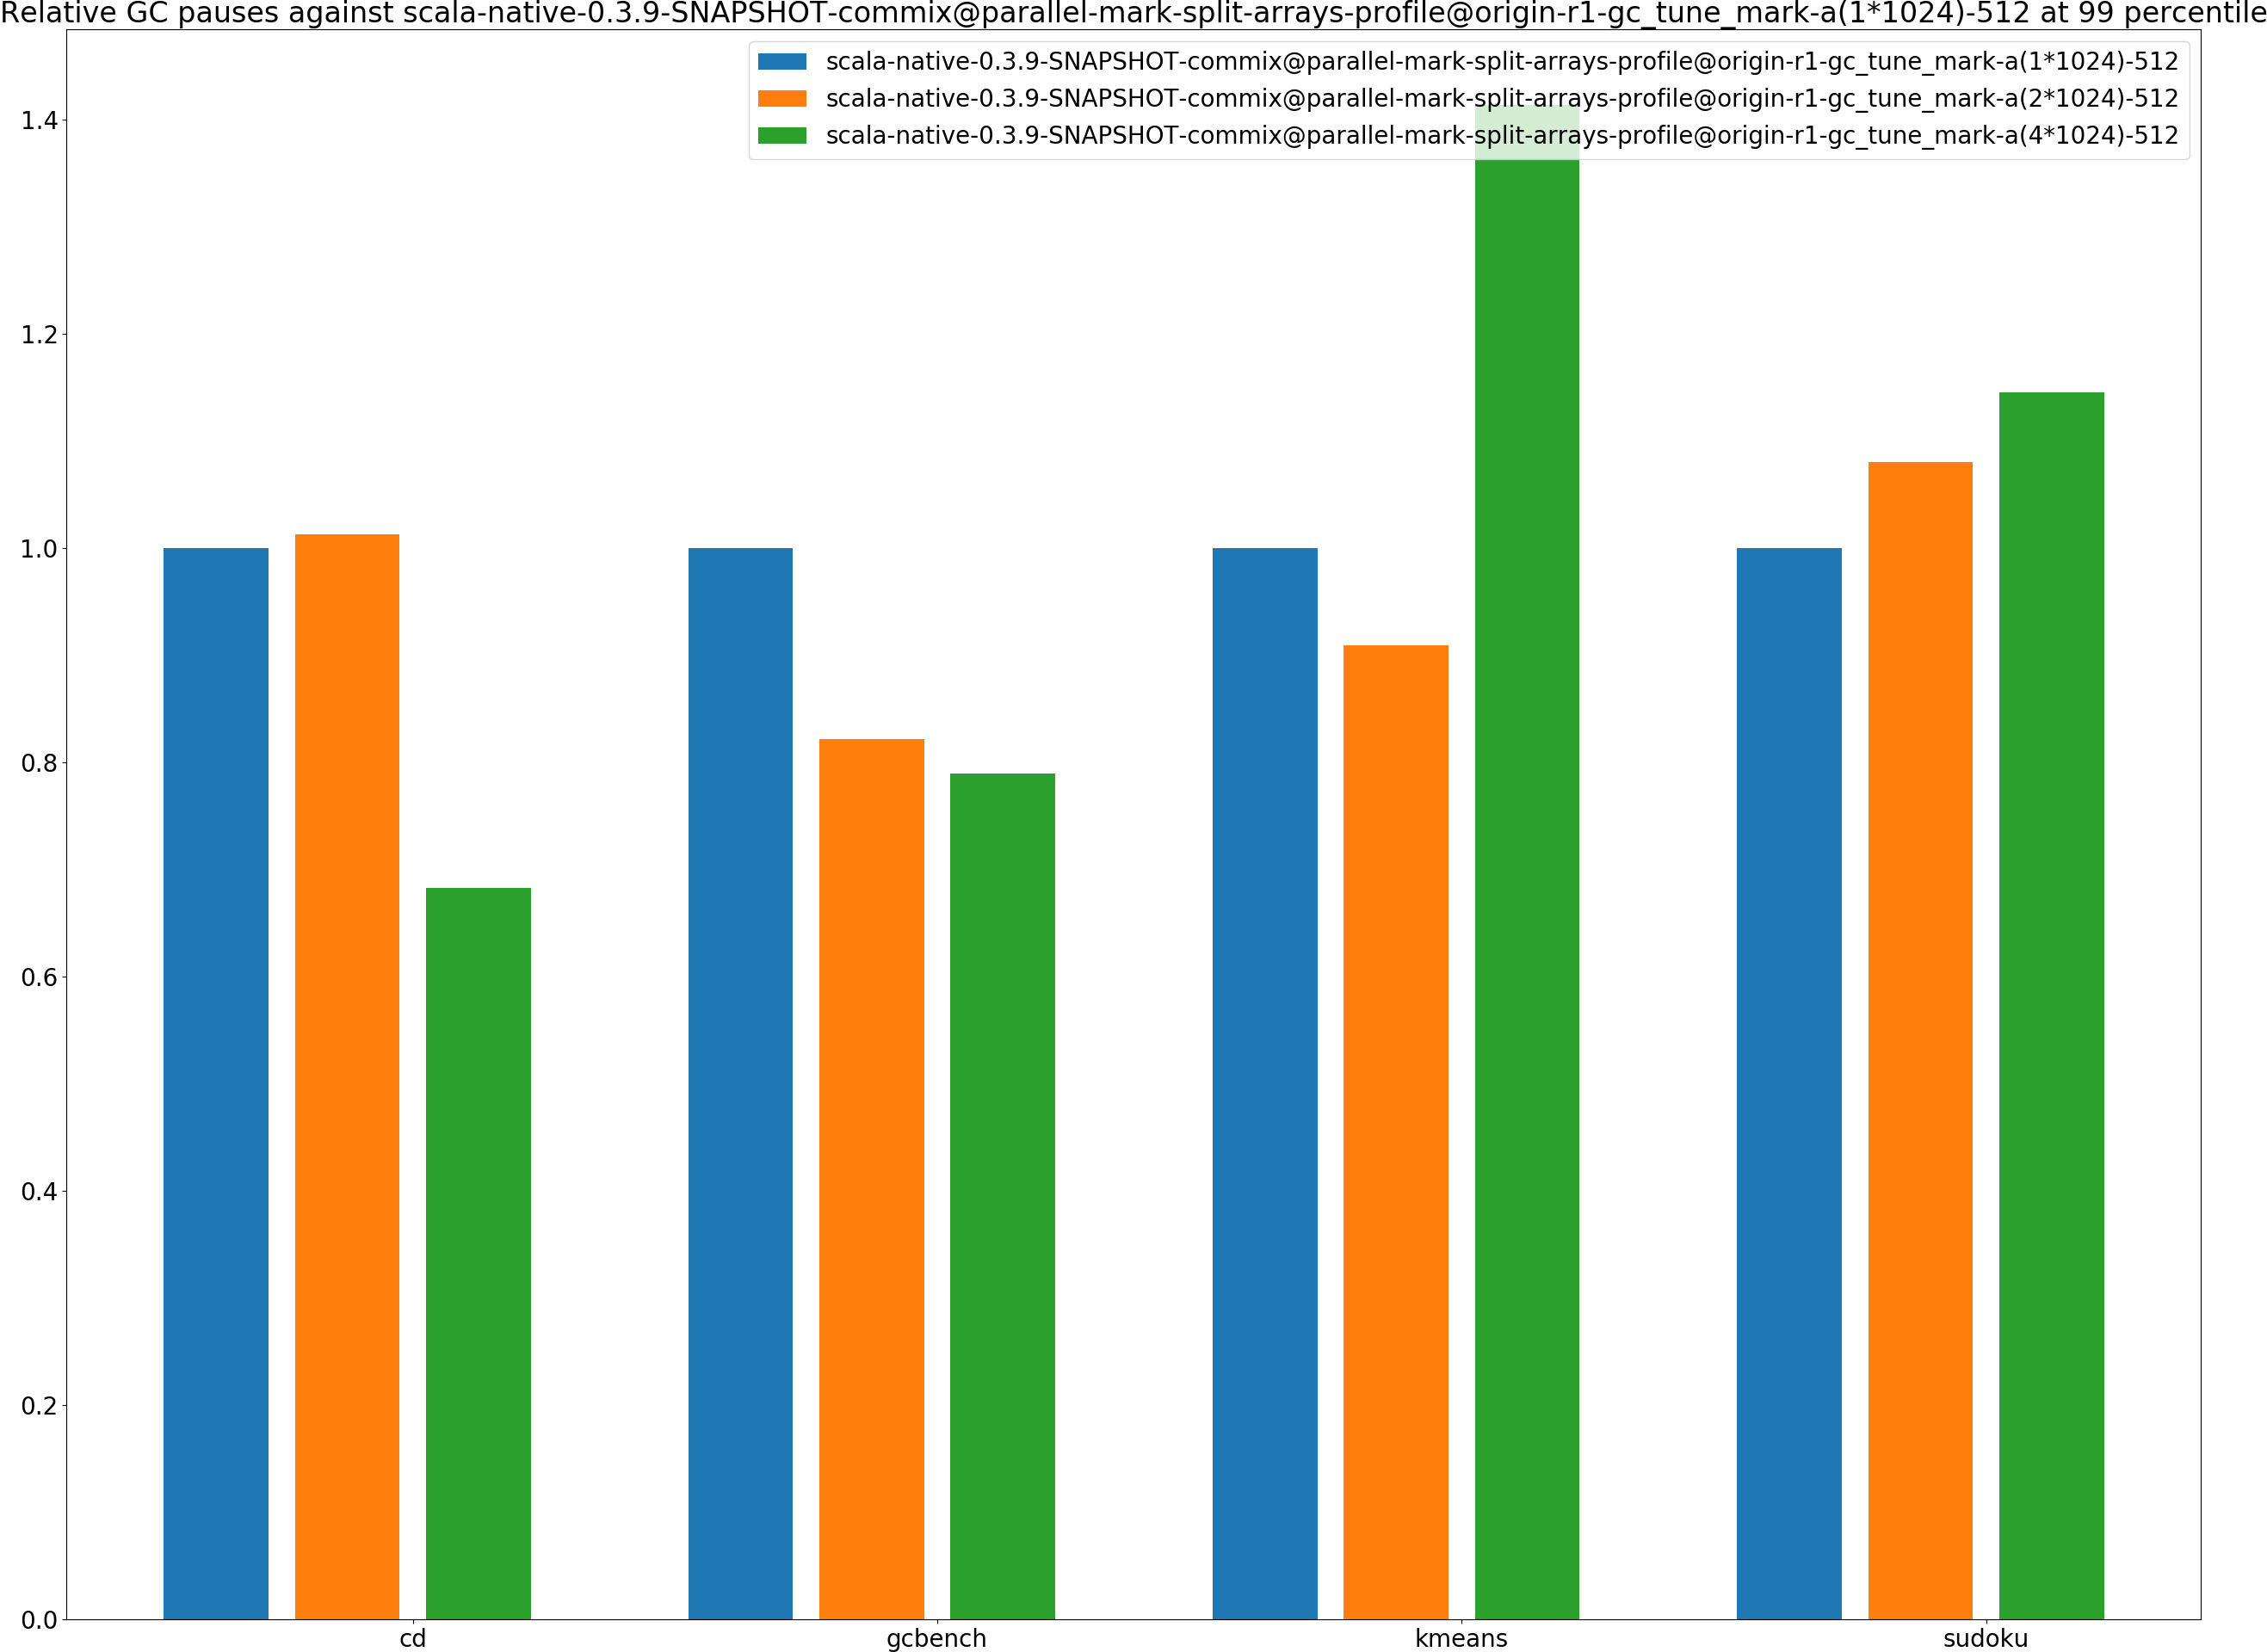 Relative GC pauses against scala-native-0.3.9-SNAPSHOT-commix@parallel-mark-split-arrays-profile@origin-r1-gc_tune_mark-a(1*1024)-512 at 99 percentile
scala-native-0.3.9-SNAPSHOT-commix@parallel-mark-split-arrays-profile@origin-r1-gc_tune_mark-a(1*1024)-512
scala-native-0.3.9-SNAPSHOT-commix@parallel-mark-split-arrays-profile@origin-r1-gc_tune_mark-a(2*1024)-512
scala-native-0.3.9-SNAPSHOT-commix@parallel-mark-split-arrays-profile@origin-r1-gc_tune_mark-a(4*1024)-512
1.4
1.2
1.0
0.8
0.6
0.4
0.2
0.0
cd gcbench kmeans sudoku